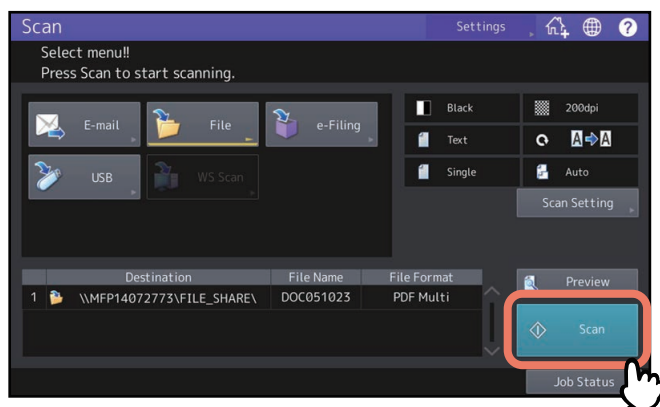 Scan
Settings
?
Select menu!!
Press Scan to start scanning.
E-mail
File
e-Filing
USB
WS Scan
Black
200dpi
Text
A A
Single
Auto
Scan Setting
Destination File Name File Format
1 \\MFP14072773\FILE_SHARE\ DOC051023 PDF Multi
Preview
Scan
Job Status